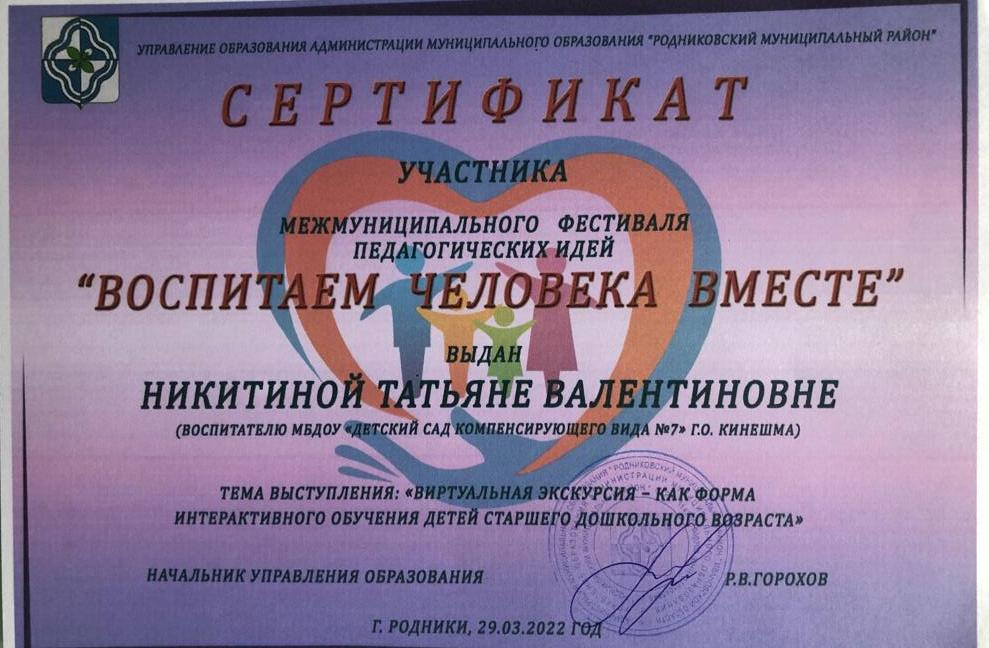 УПРАВЛЕНИЕ ОБРАЗОВАНИЯ АДМИНИСТРАЦИИ МУНИЦИПАЛЬНОГО ОБРАЗОВАНИЯ "РОДНИКОВСКИЙ МУНИЦИПАЛЬНЫЙ РАЙОН"
СЕРТИФИКАТ
УЧАСТНИКА
МЕЖМУНИЦИПАЛЬНОГО ФЕСТИВАЛЯ
ПЕДАГОГИЧЕСКИХ ИДЕЙ
“ВОСПИТАЕМ ЧЕЛОВЕКА ВМЕСТЕ”
ВЫДАН
НИКИТИНОЙ ТАТЬЯНЕ ВАЛЕНТИНОВНЕ
(ВОСПИТАТЕЛЮ МБДОУ «ДЕТСКИЙ САД КОМПЕНСИРУЮЩЕГО ВИДА №7» Г.О. КИНЕШМА)
ТЕМА ВЫСТУПЛЕНИЯ: «ВИРТУАЛЬНАЯ ЭКСКУРСИЯ – КАК ФОРМА
ИНТЕРАКТИВНОГО ОБУЧЕНИЯ ДЕТЕЙ СТАРШЕГО ДОШКОЛЬНОГО ВОЗРАСТА»
НАЧАЛЬНИК УПРАВЛЕНИЯ ОБРАЗОВАНИЯ Р.В.ГОРОХОВ
Г. РОДНИКИ, 29.03.2022 ГОД